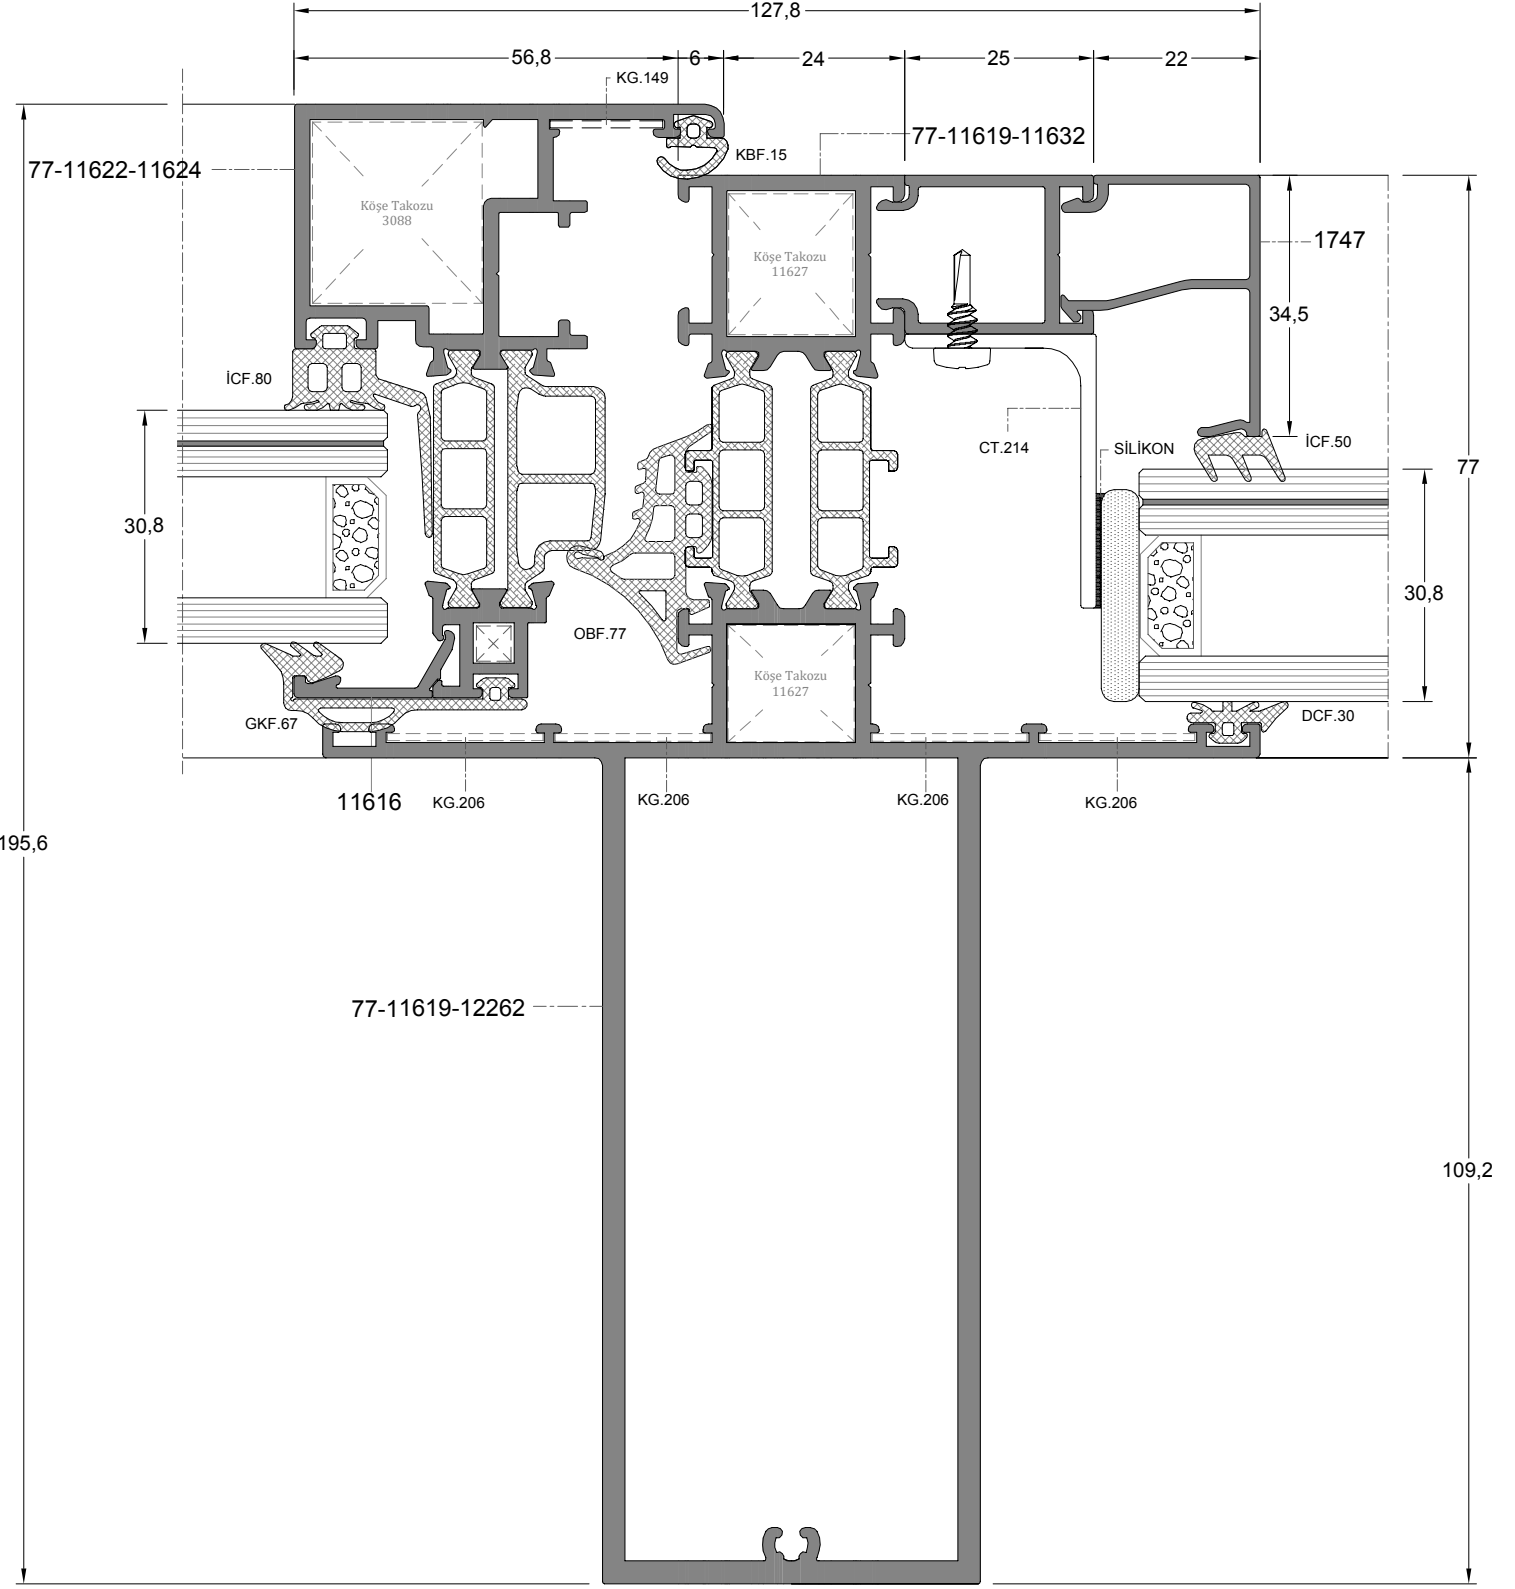 127,8
56,8
6
24
25
22
KG.149
77-11619-11632
KBF.15
77-11622-11624
Köşe Takozu
3088
1747
Köşe Takozu
11627
34,5
İCF.80
CT.214
SİLİKON
İCF.50
77
30,8
30,8
OBF.77
Köşe Takozu
11627
GKF.67
DCF.30
11616
KG.206
KG.206
KG.206
KG.206
195,6
77-11619-12262
109,2